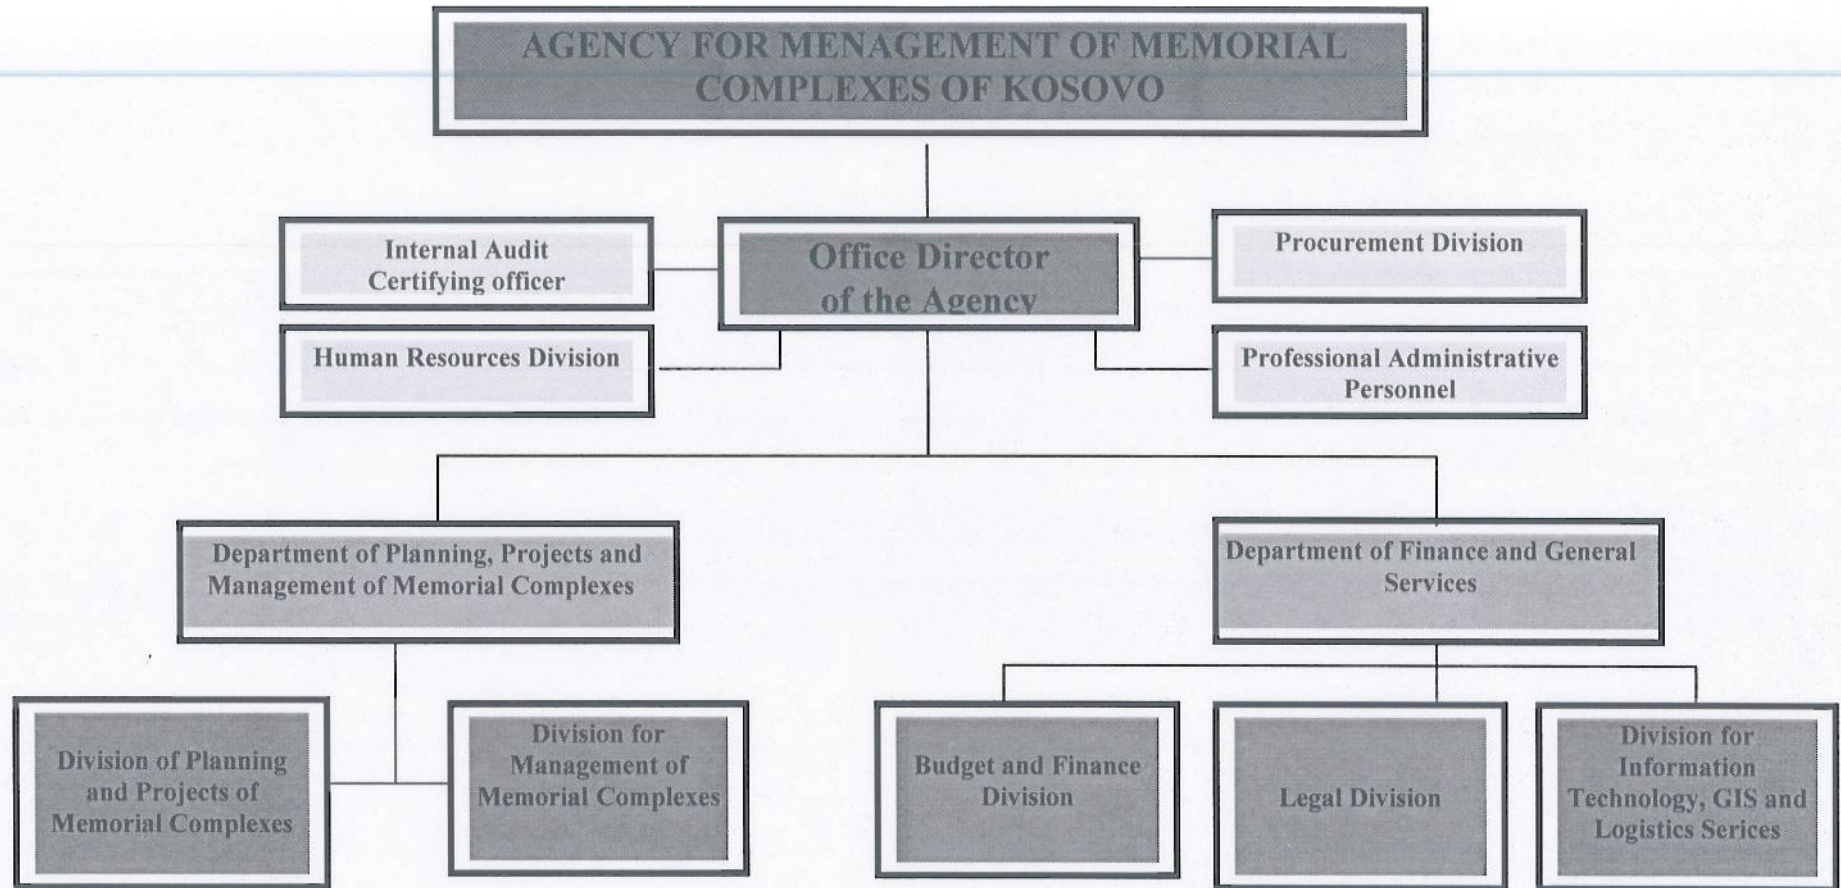 AGENCY FOR MENAGEMENT OF MEMORIAL
COMPLEXES OF KOSOVO
Internal Audit
Certifying officer
Office Director
of the Agency
Procurement Division
Human Resources Division
Professional Administrative
Personnel
Department of Planning, Projects and
Management of Memorial Complexes
Department of Finance and General
Services
Division of Planning
and Projects of
Memorial Complexes
Division for
Management of
Memorial Complexes
Budget and Finance
Division
Legal Division
Division for
Information
Technology, GIS and
Logistics Serices